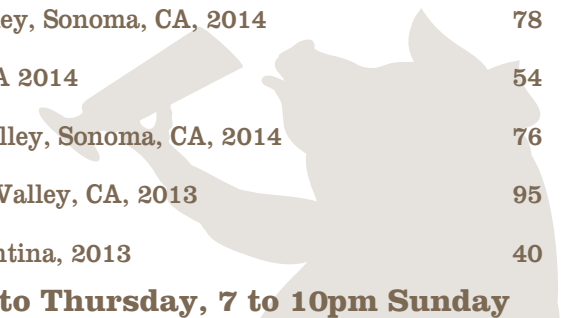 ey, Sonoma, CA, 2014 78
A 2014 54
lley, Sonoma, CA, 2014 76
Valley, CA, 2013 95
ntina, 2013 40
to Thursday, 7 to 10pm Sunday